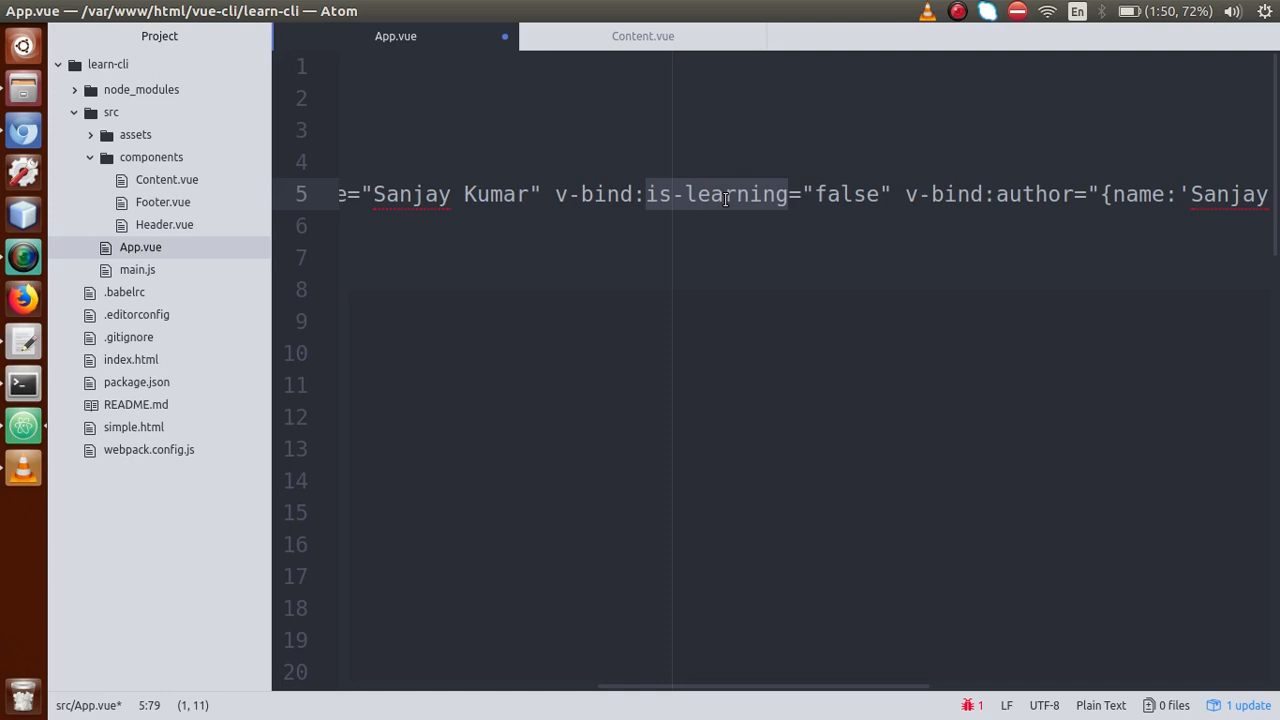 App.vue — /var/www/html/vue-cli/learn-cli — Atom
En
(1:50, 72%)
Project
App.vue
Content.vue
learn-cli
node_modules
src
assets
components
Content.vue
Footer.vue
Header.vue
App.vue
main.js
.babelrc
.editorconfig
.gitignore
index.html
package.json
README.md
simple.html
webpack.config.js
1
2
3
4
5 e="Sanjay Kumar" v-bind:is-learning="false" v-bind:author="{name:'Sanjay
6
7
8
9
10
11
12
13
14
15
16
17
18
19
20
src/App.vue* 5:79 (1, 11)
1 LF UTF-8 Plain Text 0 files 1 update